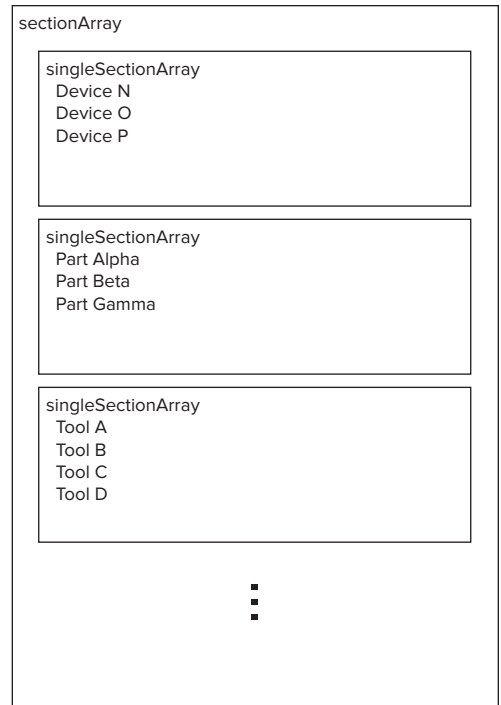 sectionArray
singleSectionArray
Device N
Device O
Device P
singleSectionArray
Part Alpha
Part Beta
Part Gamma
singleSectionArray
Tool A
Tool B
Tool C
Tool D